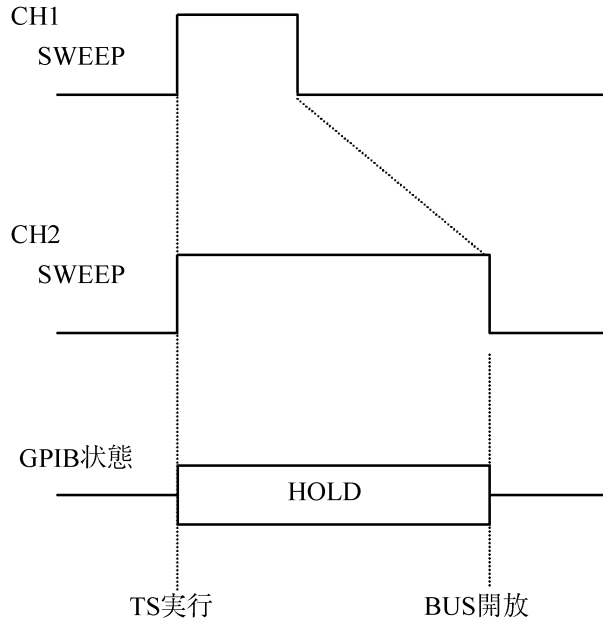 CH1
SWEEP
CH2
SWEEP
GPIB状態
HOLD
TS実行
BUS開放